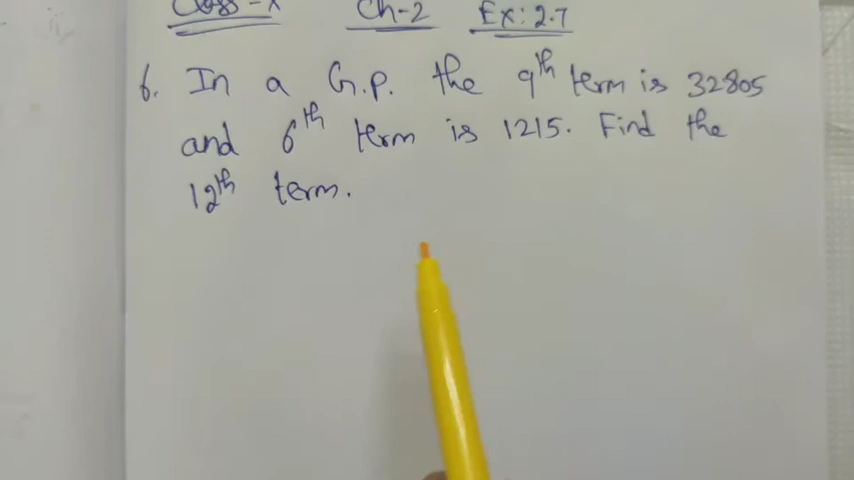 Class-X Ch-2 Ex: 2.7
6. In a G.P. the 9th term is 32805
and 6th term is 1215. Find the
12th term.